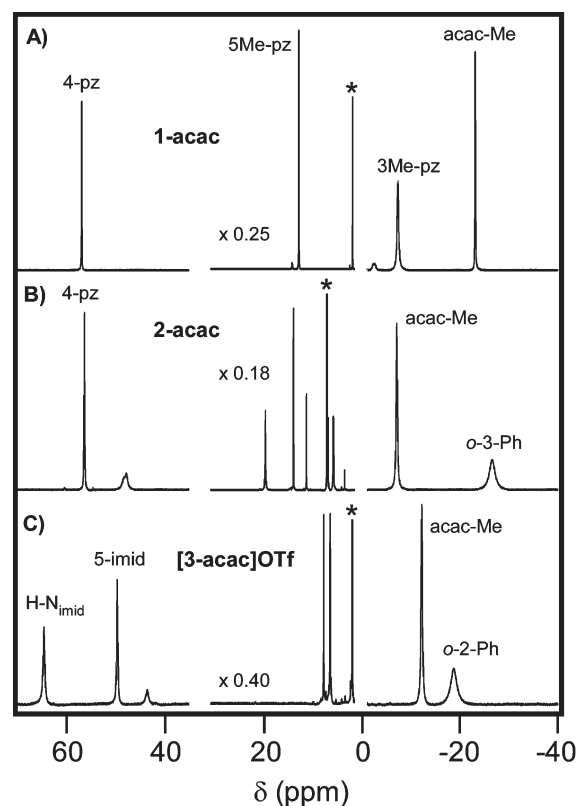 A)
5Me-pz
acac-Me
4-pz
*
1-acac
3Me-pz
x 0.25
B)
4-pz
*
2-acac
acac-Me
x 0.18
o-3-Ph
C)
5-imid
[3-acac]OTf
*
acac-Me
H-Nimid
o-2-Ph
x 0.40
60 40 20 0 -20 -40
δ (ppm)